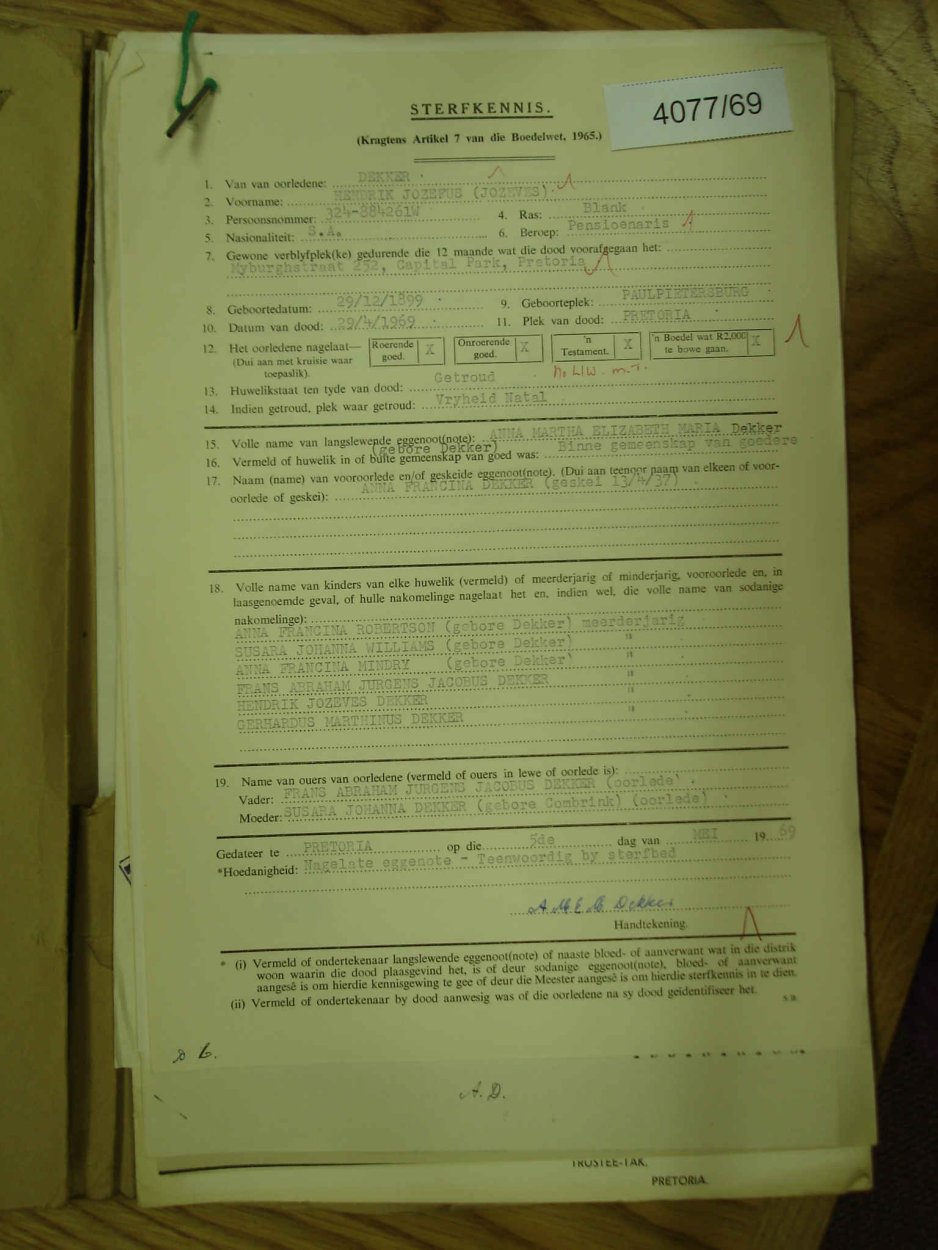 4077/69
STERFKENNIS.
(Kragtens Artikel 7 van die Boedelwet, 1965.)
1. Van van oorledene: DEKKER
2. Voorname: HENDRIK JOZEFUS (JOZEVES)
3. Persoonsnommer: 324-884261W 4. Ras: Blank
5. Nasionaliteit: S.A. 6. Beroep: Pensioenaris
7. Gewone verblyfplek(ke) gedurende die 12 maande wat die dood voorafgegaan het:
Myburghstraat 252, Capital Park, Pretoria
8. Geboortedatum: 29/12/1899 9. Geboorteplek: PAULPIETERSBURG
10. Datum van dood: 29/4/1969 11. Plek van dood: PRETORIA
12. Het oorledene nagelaat— Roerende goed. X Onroerende goed. X 'n Testament. X 'n Boedel wat R2,000 te bowe gaan. X
(Dui aan met kruisie waar
toepaslik).
13. Huwelikstaat ten tyde van dood: Getroud No LIW. m.T.
14. Indien getroud, plek waar getroud: Vryheid Natal
15. Volle name van langslewende eggenoot(note): ANNA MARTHA ELIZABETH MARIA Dekker
(gebore Dekker)
16. Vermeld of huwelik in of buite gemeenskap van goed was: Binne gemeenskap van goedere
17. Naam (name) van vooroorlede en/of geskeide eggenoot(note). (Dui aan teenoor naam van elkeen of voor-
oorlede of geskei): ANNA FRANCINA DEKKER (geskei 13/4/37)
18. Volle name van kinders van elke huwelik (vermeld) of meerderjarig of minderjarig, vooroorlede en, in
laasgenoemde geval, of hulle nakomelinge nagelaat het en, indien wel, die volle name van sodanige
nakomelinge):
ANNA FRANCINA ROBERTSON (gebore Dekker) meerderjarig
SUSARA JOHANNA WILLIAMS (gebore Dekker) "
ANNA FRANCINA MINDRY (gebore Dekker) "
FRANS ABRAHAM JURGENS JACOBUS DEKKER "
HENDRIK JOZEVES DEKKER "
GERHARDUS MARTHINUS DEKKER "
19. Name van ouers van oorledene (vermeld of ouers in lewe of oorlede is):
Vader: FRANS ABRAHAM JURGENS JACOBUS DEKKER (oorlede)
Moeder: SUSARA JOHANNA DEKKER (gebore Combrink) (oorlede)
Gedateer te PRETORIA op die 5de dag van MEI 19 69
*Hoedanigheid: Nagelate eggenote - Teenwoordig by sterfbed
A M E M Dekker
Handtekening.
* (i) Vermeld of ondertekenaar langslewende eggenoot(note) of naaste bloed- of aanverwant wat in die distrik
woon waarin die dood plaasgevind het, is of deur sodanige eggenoot(note), bloed- of aanverwant
aangesê is om hierdie kennisgewing te gee of deur die Meester aangesê is om hierdie sterfkennis in te dien.
(ii) Vermeld of ondertekenaar by dood aanwesig was of die oorledene na sy dood geidentifiseer het.
A.D.
TRUSTEE-TAK.
PRETORIA.